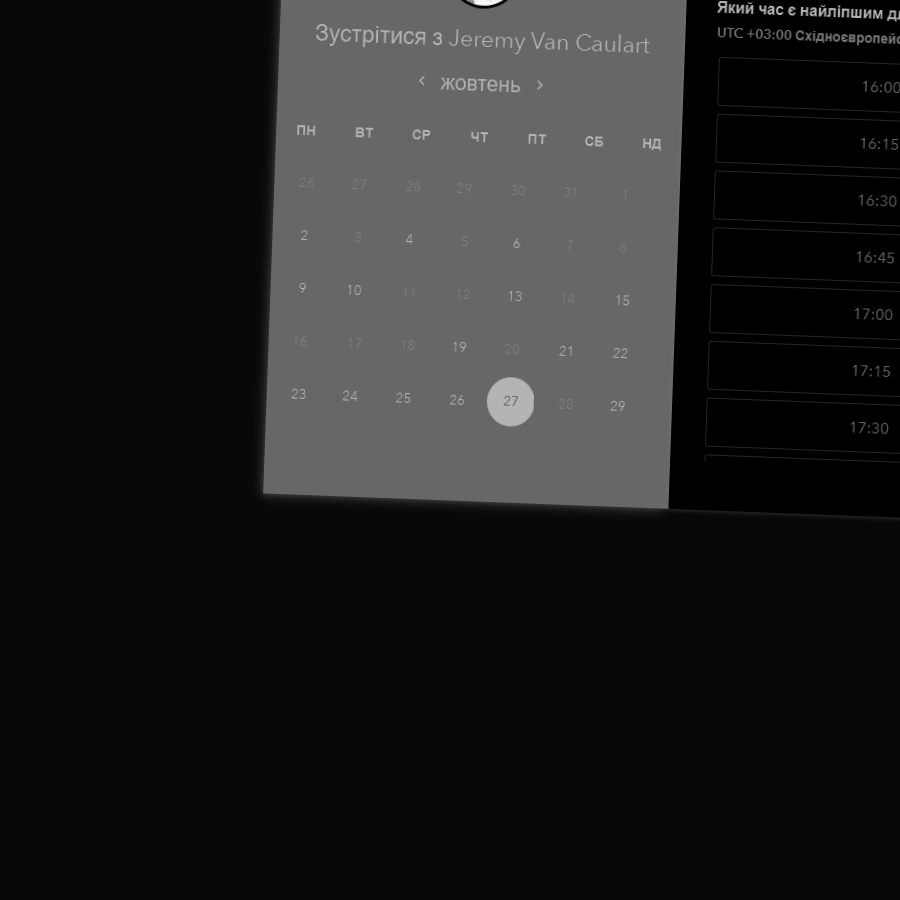 Зустрітися з Jeremy Van Caulart
жовтень
ПН ВТ СР ЧТ ПТ СБ НД
26 27 28 29 30 31 1
2 3 4 5 6 7 8
9 10 11 12 13 14 15
16 17 18 19 20 21 22
23 24 25 26 27 28 29
Який час є найліпшим
UTC +03:00
16:00
16:15
16:30
16:45
17:00
17:15
17:30